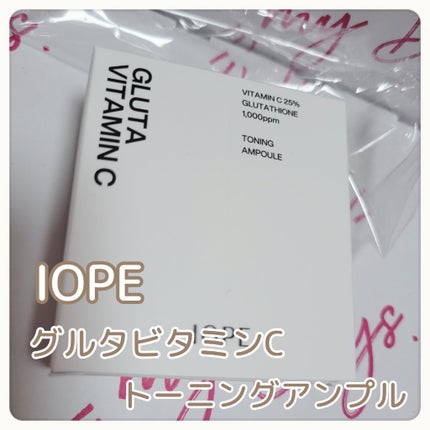 GLUTA
VITAMIN C
VITAMIN C 25%
GLUTATHIONE
1,000ppm
TONING
AMPOULE
IOPE
IOPE
グルタビタミンC
トーニングアンプル